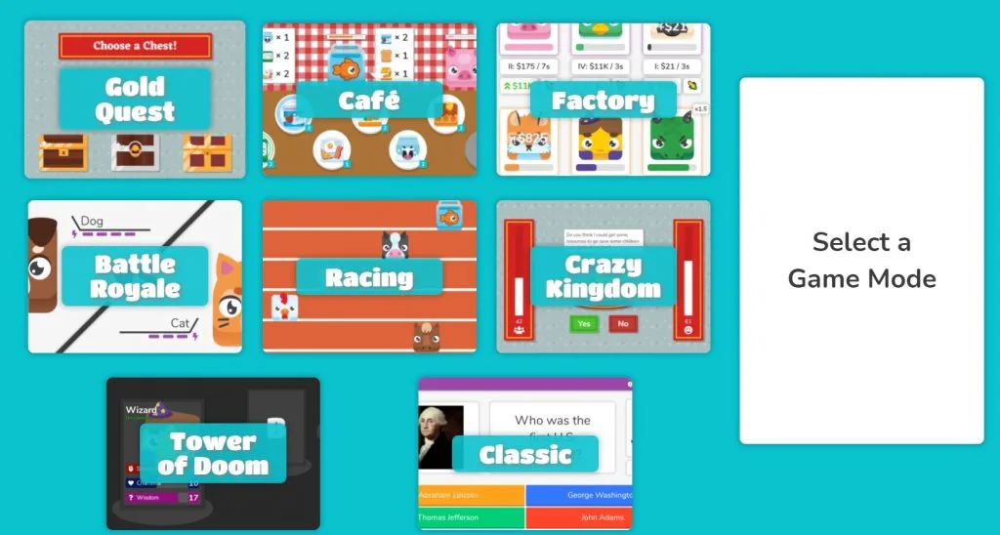 Choose a Chest!
Gold
Quest
x 1
x 2
x 2
x 2
x 1
x 1
Café
+$21
II: $175 / 7s
IV: $11K / 3s
I: $21 / 3s
$11K
Factory
x1.5
+$825
Dog
Battle
Royale
Cat
Racing
Do you think I could get some
resources to go save some children
Crazy
Kingdom
42
Yes
No
61
Select a
Game Mode
Wizard
Tower
of Doom
Charisma
10
Wisdom
17
Who was the
first U.S.
Classic
Abraham Lincoln
George Washingto
Thomas Jefferson
John Adams